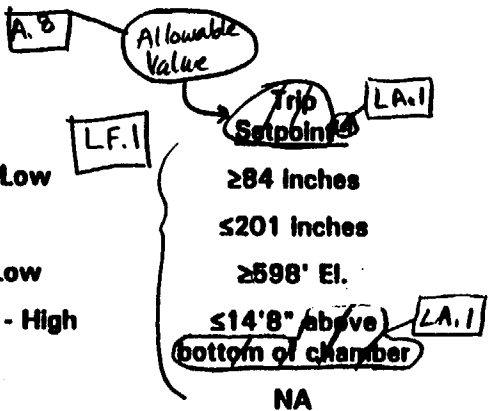 A.8
Allowable
Value
Trip LA.1
Setpoint
LF.1
Low ≥84 inches
≤201 inches
Low ≥598' El.
- High ≤14'8" above LA.1
bottom of chamber
NA